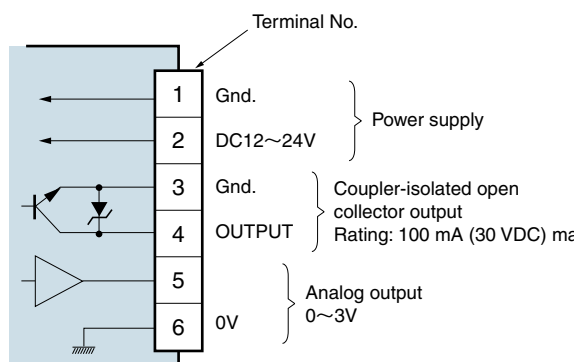 Terminal No.
1 Gnd.
2 DC12～24V
Power supply
3 Gnd.
4 OUTPUT
Coupler-isolated open
collector output
Rating: 100 mA (30 VDC) ma
5
6 0V
Analog output
0～3V